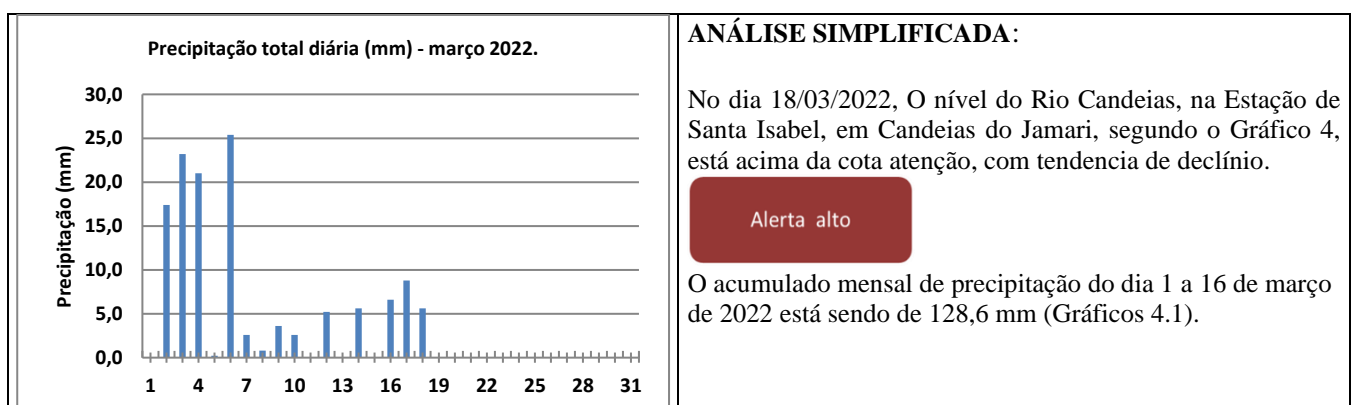 Precipitação total diária (mm) - março 2022.
Precipitação (mm)
30,0
25,0
20,0
15,0
10,0
5,0
0,0
1 4 7 10 13 16 19 22 25 28 31
ANÁLISE SIMPLIFICADA:
No dia 18/03/2022, O nível do Rio Candeias, na Estação de
Santa Isabel, em Candeias do Jamari, segundo o Gráfico 4,
está acima da cota atenção, com tendencia de declínio.
Alerta alto
O acumulado mensal de precipitação do dia 1 a 16 de março
de 2022 está sendo de 128,6 mm (Gráficos 4.1).